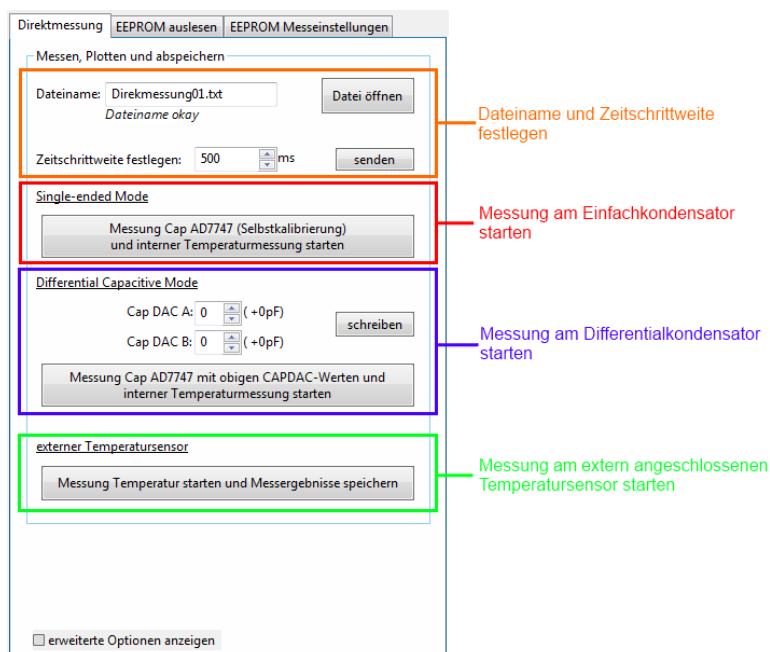 Direktmessung
EEPROM auslesen
EEPROM Messeinstellungen
Messen, Plotten und abspeichern
Dateiname:
Direkmessung01.txt
Datei öffnen
Dateiname okay
Zeitschrittweite festlegen:
500
ms
senden
Dateiname und Zeitschrittweite
festlegen
Single-ended Mode
Messung Cap AD7747 (Selbstkalibrierung)
und interner Temperaturmessung starten
Messung am Einfachkondensator
starten
Differential Capacitive Mode
Cap DAC A:
0
( +0pF)
Cap DAC B:
0
( +0pF)
schreiben
Messung Cap AD7747 mit obigen CAPDAC-Werten und
interner Temperaturmessung starten
Messung am Differentialkondensator
starten
externer Temperatursensor
Messung Temperatur starten und Messergebnisse speichern
Messung am extern angeschlossenen
Temperatursensor starten
erweiterte Optionen anzeigen